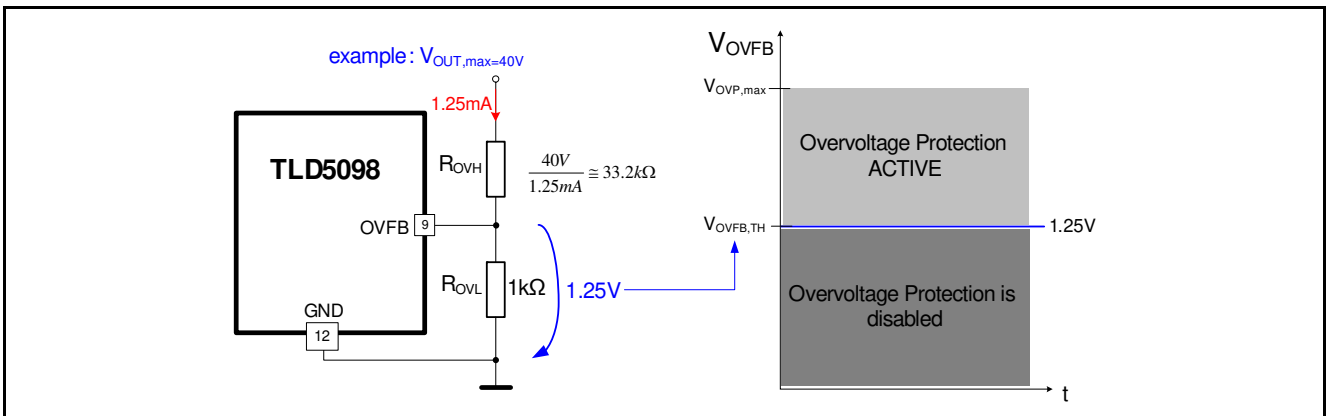 example: VOUT,max=40V
1.25mA
TLD5098
ROVH
40V
1.25mA
≅ 33.2kΩ
OVFB
9
ROVL
1kΩ
1.25V
GND
12
VOVFB
VOVP,max
Overvoltage Protection
ACTIVE
VOVFB,TH
1.25V
Overvoltage Protection is
disabled
t